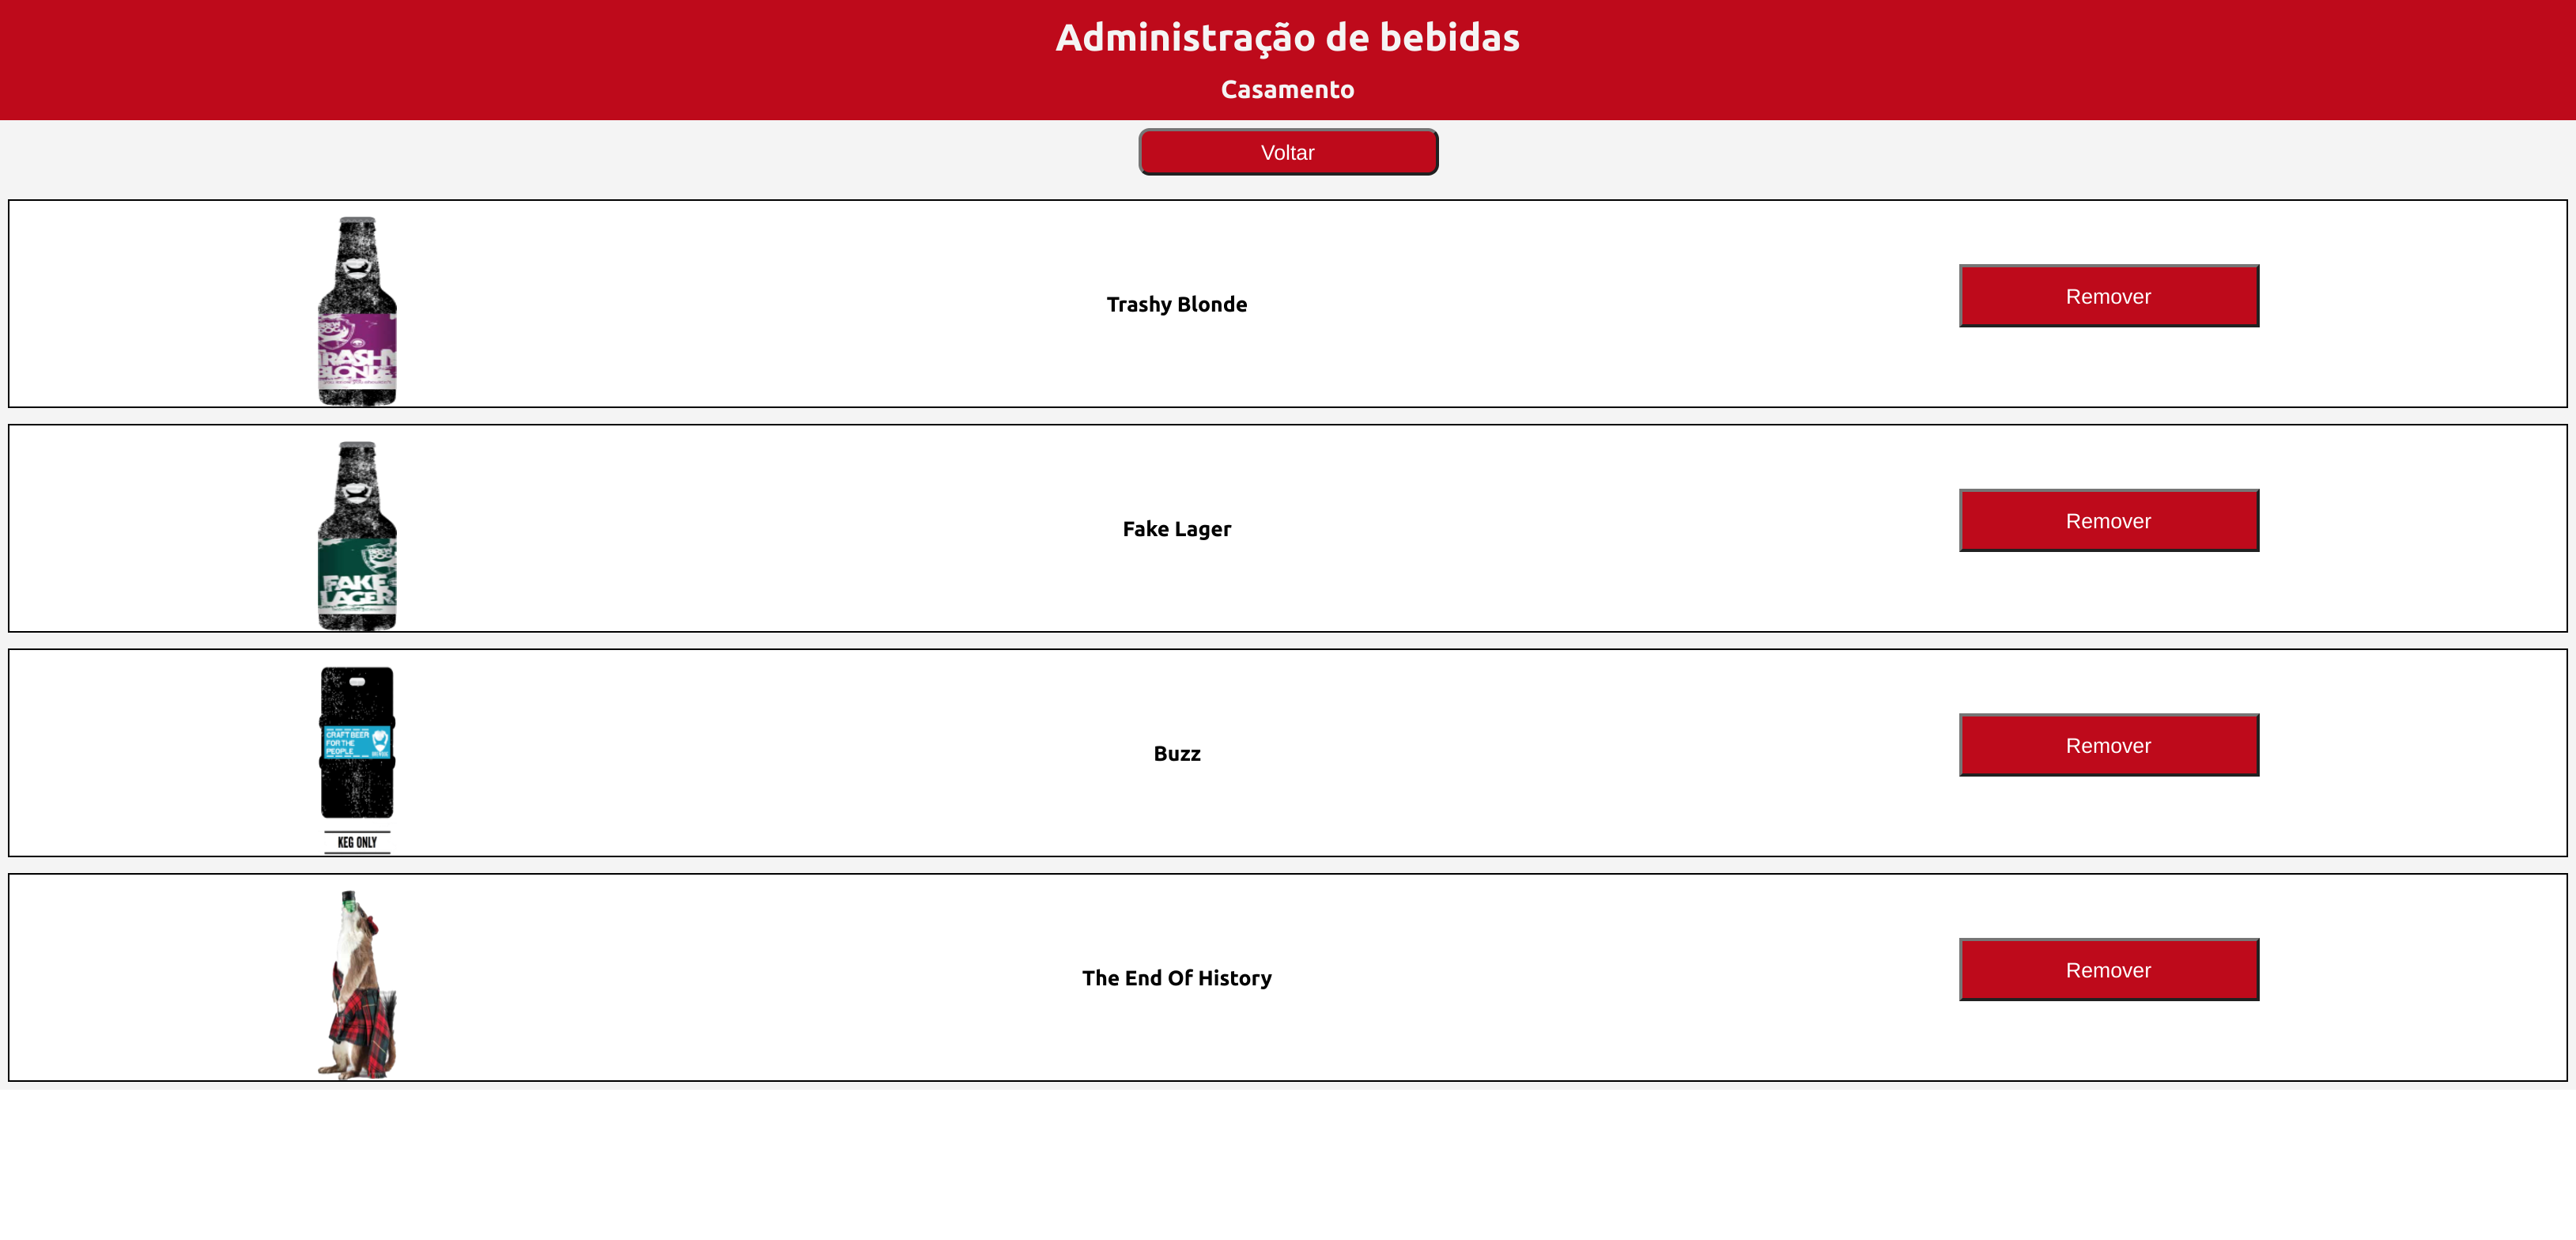 Administração de bebidas
Casamento
Voltar
TRASHY
BLONDE
Trashy Blonde
Remover
FAKE
LAGER
Fake Lager
Remover
CRAFT BEER
FOR THE
PEOPLE
KEG ONLY
Buzz
Remover
The End Of History
Remover